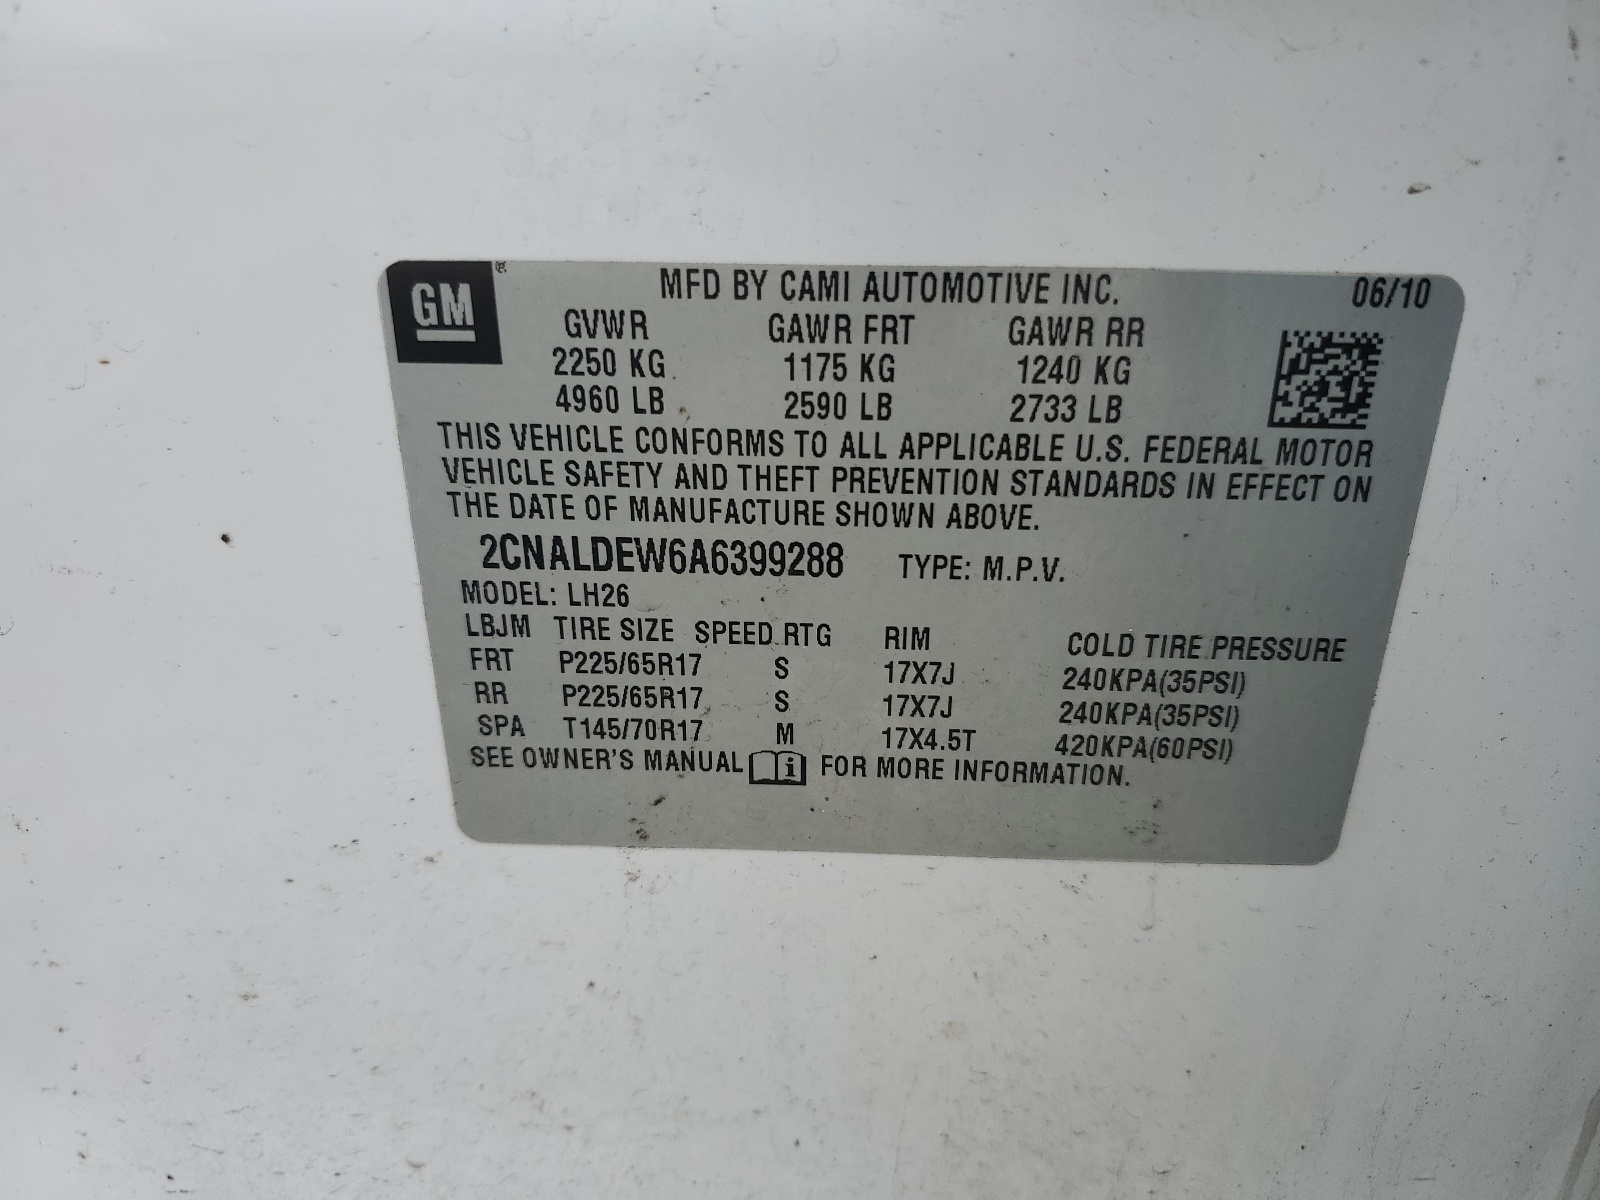 GM ® MFD BY CAMI AUTOMOTIVE INC. 06/10
GVWR GAWR FRT GAWR RR
2250 KG 1175 KG 1240 KG
4960 LB 2590 LB 2733 LB
THIS VEHICLE CONFORMS TO ALL APPLICABLE U.S. FEDERAL MOTOR
VEHICLE SAFETY AND THEFT PREVENTION STANDARDS IN EFFECT ON
THE DATE OF MANUFACTURE SHOWN ABOVE.
2CNALDEW6A6399288 TYPE: M.P.V.
MODEL: LH26
LBJM TIRE SIZE SPEED RTG RIM COLD TIRE PRESSURE
FRT P225/65R17 S 17X7J 240KPA(35PSI)
RR P225/65R17 S 17X7J 240KPA(35PSI)
SPA T145/70R17 M 17X4.5T 420KPA(60PSI)
SEE OWNER'S MANUAL i FOR MORE INFORMATION.